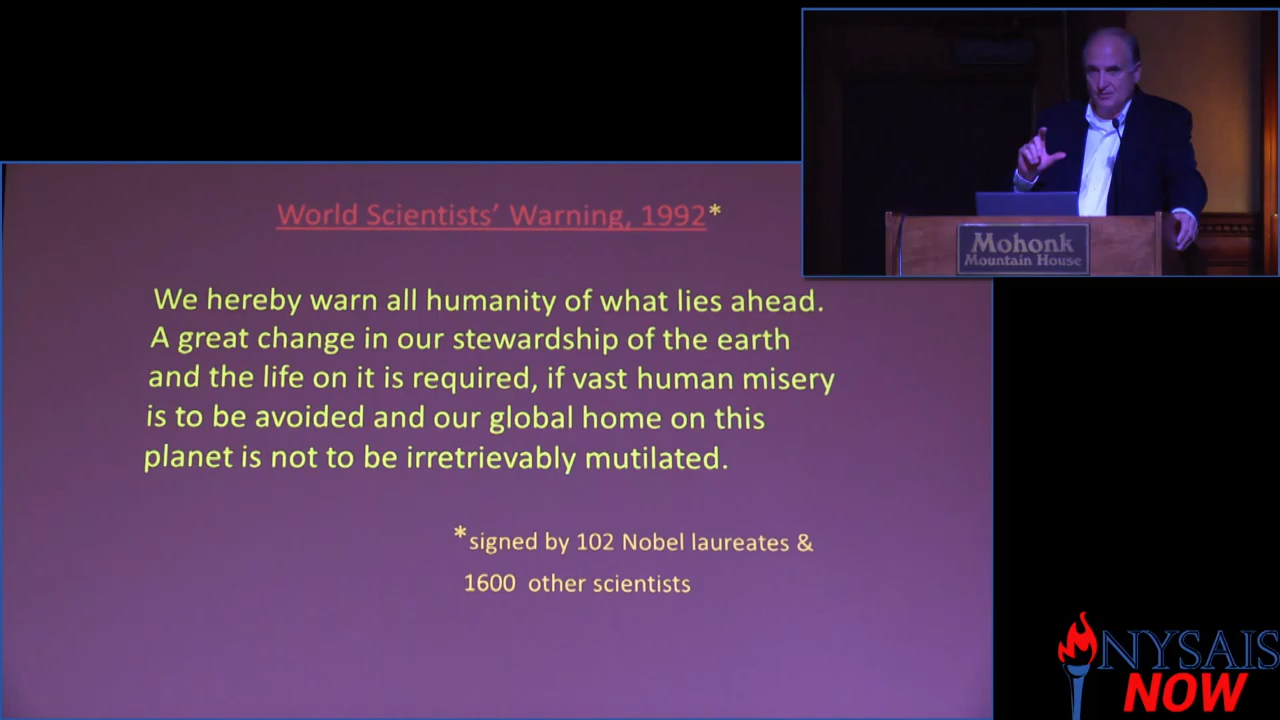 World Scientists’ Warning, 1992*
We hereby warn all humanity of what lies ahead.
A great change in our stewardship of the earth
and the life on it is required, if vast human misery
is to be avoided and our global home on this
planet is not to be irretrievably mutilated.
*signed by 102 Nobel laureates &
1600 other scientists
Mohonk
Mountain House
NYSAIS
NOW